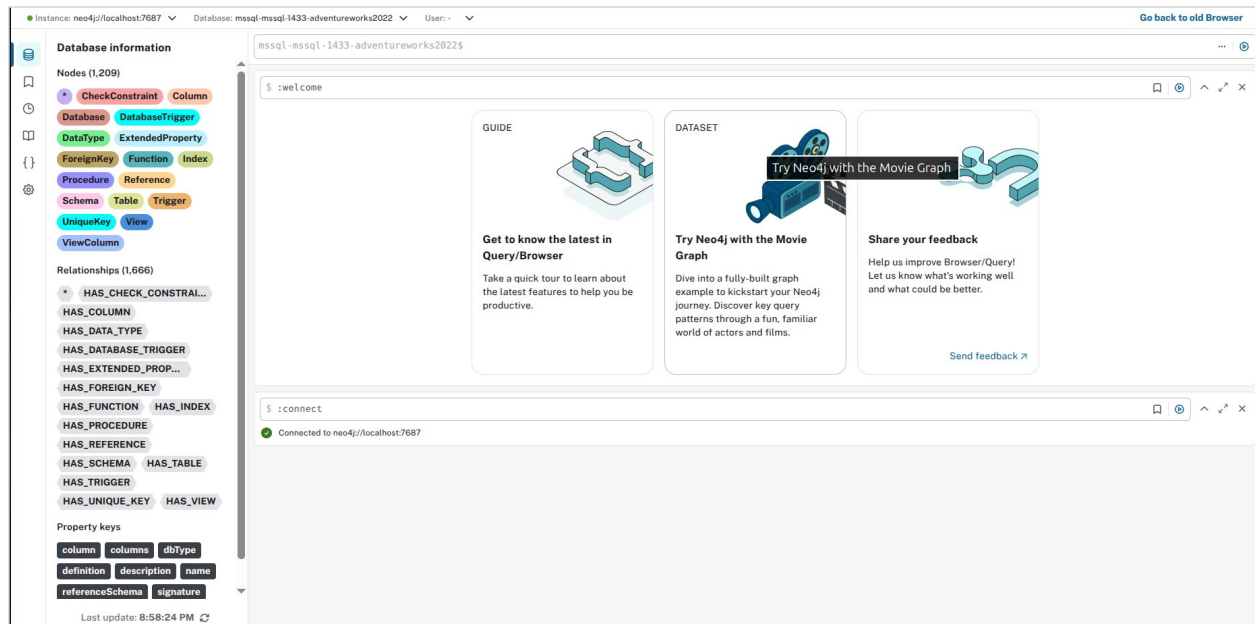 Instance: neo4j://localhost:7687 Database: mssql-mssql-1433-adventureworks2022 User: - Go back to old Browser
Database information
Nodes (1,209)
* CheckConstraint Column
Database DatabaseTrigger
DataType ExtendedProperty
ForeignKey Function Index
Procedure Reference
Schema Table Trigger
UniqueKey View
ViewColumn
Relationships (1,666)
* HAS_CHECK_CONSTRAI...
HAS_COLUMN
HAS_DATA_TYPE
HAS_DATABASE_TRIGGER
HAS_EXTENDED_PROP...
HAS_FOREIGN_KEY
HAS_FUNCTION HAS_INDEX
HAS_PROCEDURE
HAS_REFERENCE
HAS_SCHEMA HAS_TABLE
HAS_TRIGGER
HAS_UNIQUE_KEY HAS_VIEW
Property keys
column columns dbType
definition description name
referenceSchema signature
Last update: 8:58:24 PM
mssql-mssql-1433-adventureworks2022$
$ :welcome
GUIDE
Get to know the latest in
Query/Browser
Take a quick tour to learn about
the latest features to help you be
productive.
DATASET
Try Neo4j with the Movie Graph
Try Neo4j with the Movie
Graph
Dive into a fully-built graph
example to kickstart your Neo4j
journey. Discover key query
patterns through a fun, familiar
world of actors and films.
Share your feedback
Help us improve Browser/Query!
Let us know what's working well
and what could be better.
Send feedback
$ :connect
Connected to neo4j://localhost:7687